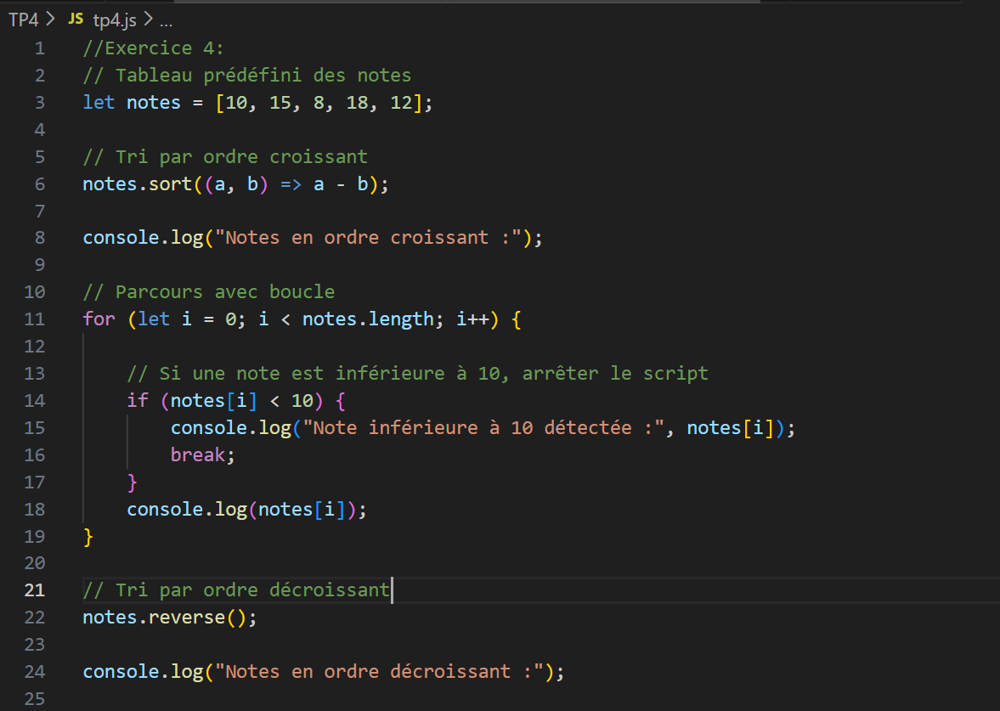 TP4 > JS tp4.js > ...
1 //Exercice 4:
2 // Tableau prédéfini des notes
3 let notes = [10, 15, 8, 18, 12];
4
5 // Tri par ordre croissant
6 notes.sort((a, b) => a - b);
7
8 console.log("Notes en ordre croissant :");
9
10 // Parcours avec boucle
11 for (let i = 0; i < notes.length; i++) {
12
13     // Si une note est inférieure à 10, arrêter le script
14     if (notes[i] < 10) {
15         console.log("Note inférieure à 10 détectée :", notes[i]);
16         break;
17     }
18     console.log(notes[i]);
19 }
20
21 // Tri par ordre décroissant
22 notes.reverse();
23
24 console.log("Notes en ordre décroissant :");
25